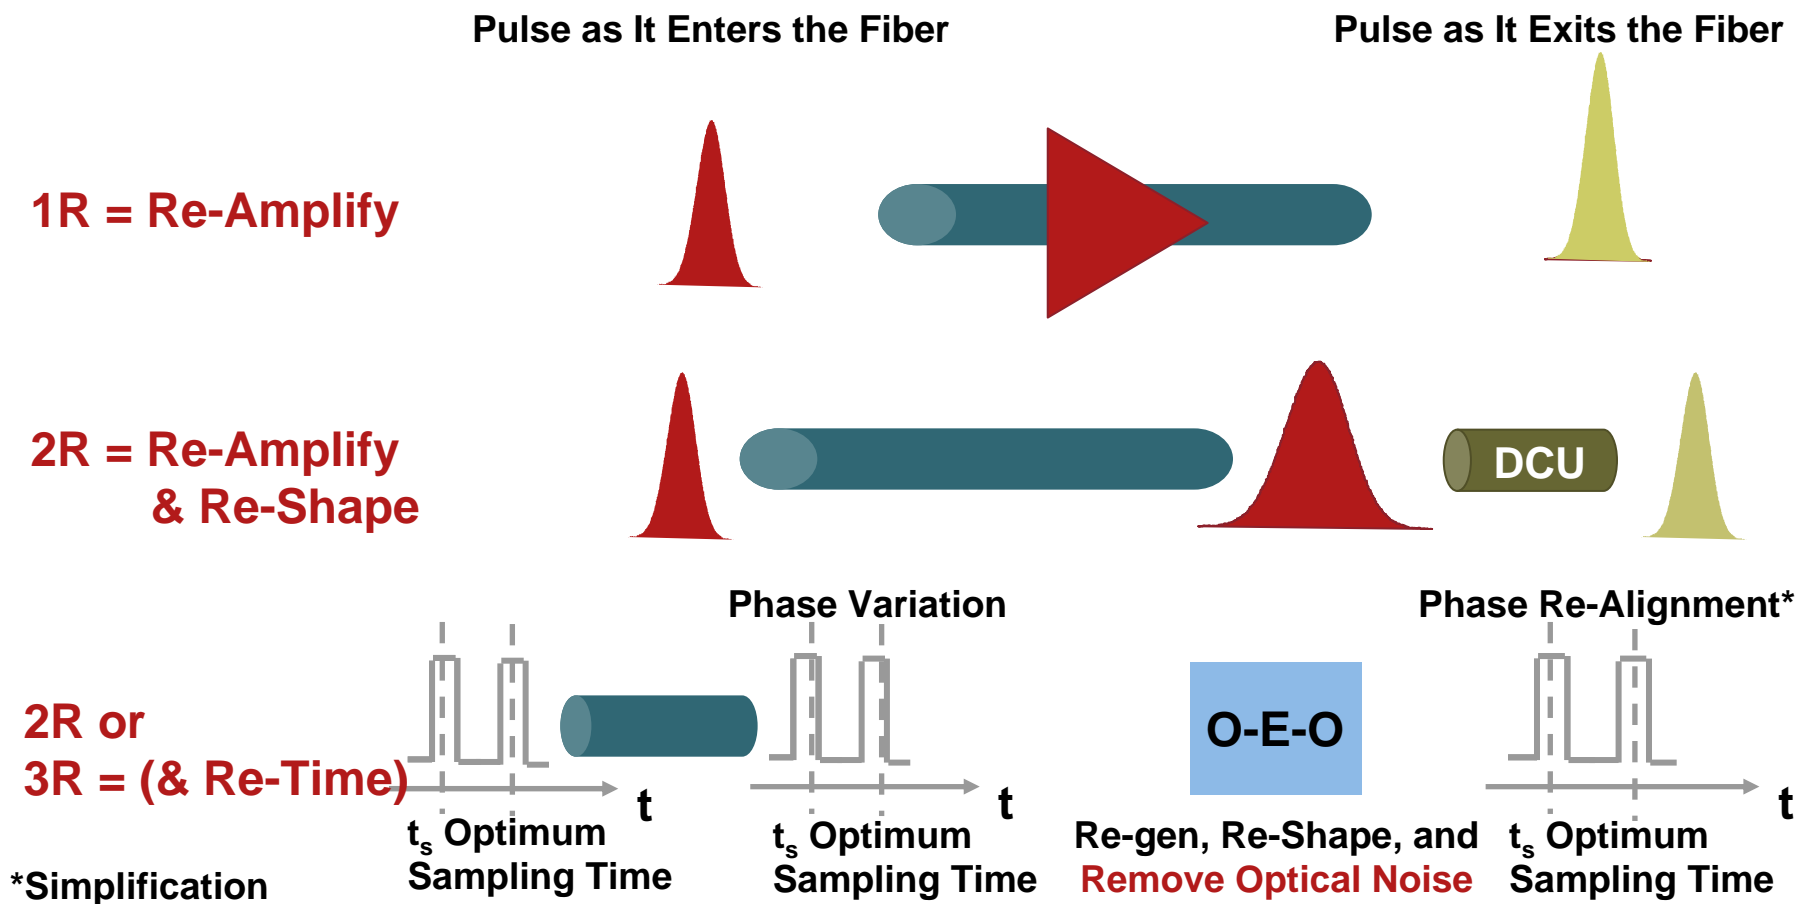 Pulse as It Enters the Fiber
Pulse as It Exits the Fiber
1R = Re-Amplify
2R = Re-Amplify
& Re-Shape
DCU
Phase Variation
Phase Re-Alignment*
2R or
3R = (& Re-Time)
O-E-O
t
t
t
ts Optimum
Sampling Time
ts Optimum
Sampling Time
Re-gen, Re-Shape, and
Remove Optical Noise
ts Optimum
Sampling Time
*Simplification